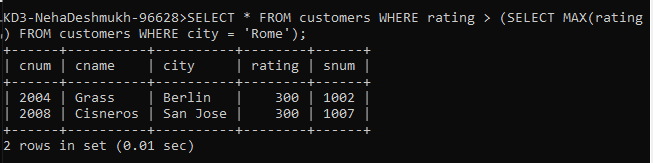 LKD3-NehaDeshmukh-96628>SELECT * FROM customers WHERE rating > (SELECT MAX(rating
) FROM customers WHERE city = 'Rome');
+------+----------+----------+--------+------+
| cnum | cname    | city     | rating | snum |
+------+----------+----------+--------+------+
| 2004 | Grass    | Berlin   |    300 | 1002 |
| 2008 | Cisneros | San Jose |    300 | 1007 |
+------+----------+----------+--------+------+
2 rows in set (0.01 sec)